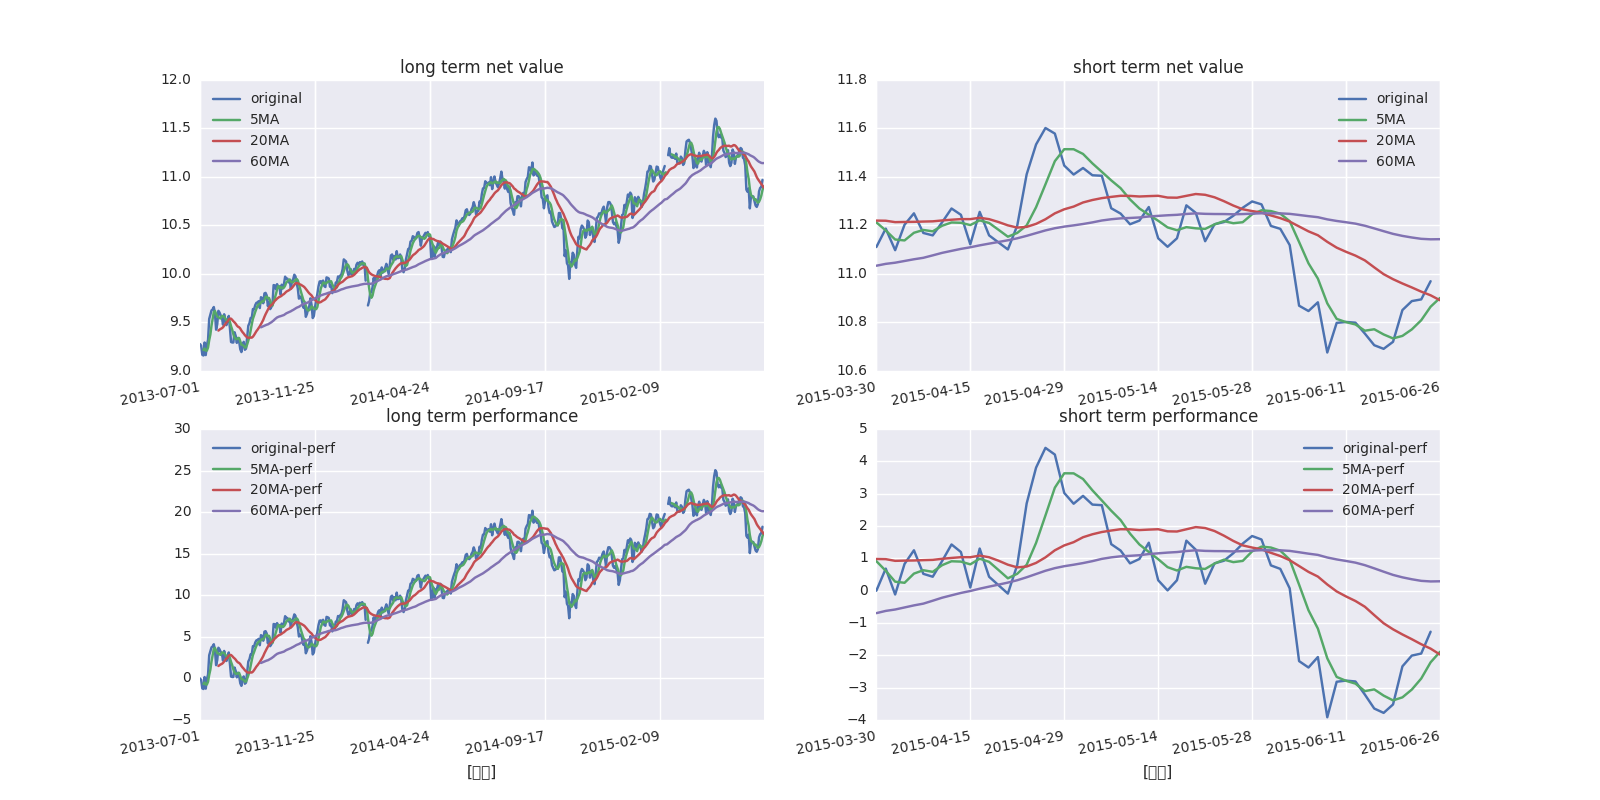 long term net value
12.0
11.5
11.0
10.5
10.0
9.5
9.0
original
5MA
20MA
60MA
2013-07-01
2013-11-25
2014-04-24
2014-09-17
2015-02-09
short term net value
11.8
11.6
11.4
11.2
11.0
10.8
10.6
original
5MA
20MA
60MA
2015-03-30
2015-04-15
2015-04-29
2015-05-14
2015-05-28
2015-06-11
2015-06-26
long term performance
30
25
20
15
10
5
0
−5
original-perf
5MA-perf
20MA-perf
60MA-perf
2013-07-01
2013-11-25
2014-04-24
2014-09-17
2015-02-09
short term performance
5
4
3
2
1
0
−1
−2
−3
−4
original-perf
5MA-perf
20MA-perf
60MA-perf
2015-03-30
2015-04-15
2015-04-29
2015-05-14
2015-05-28
2015-06-11
2015-06-26